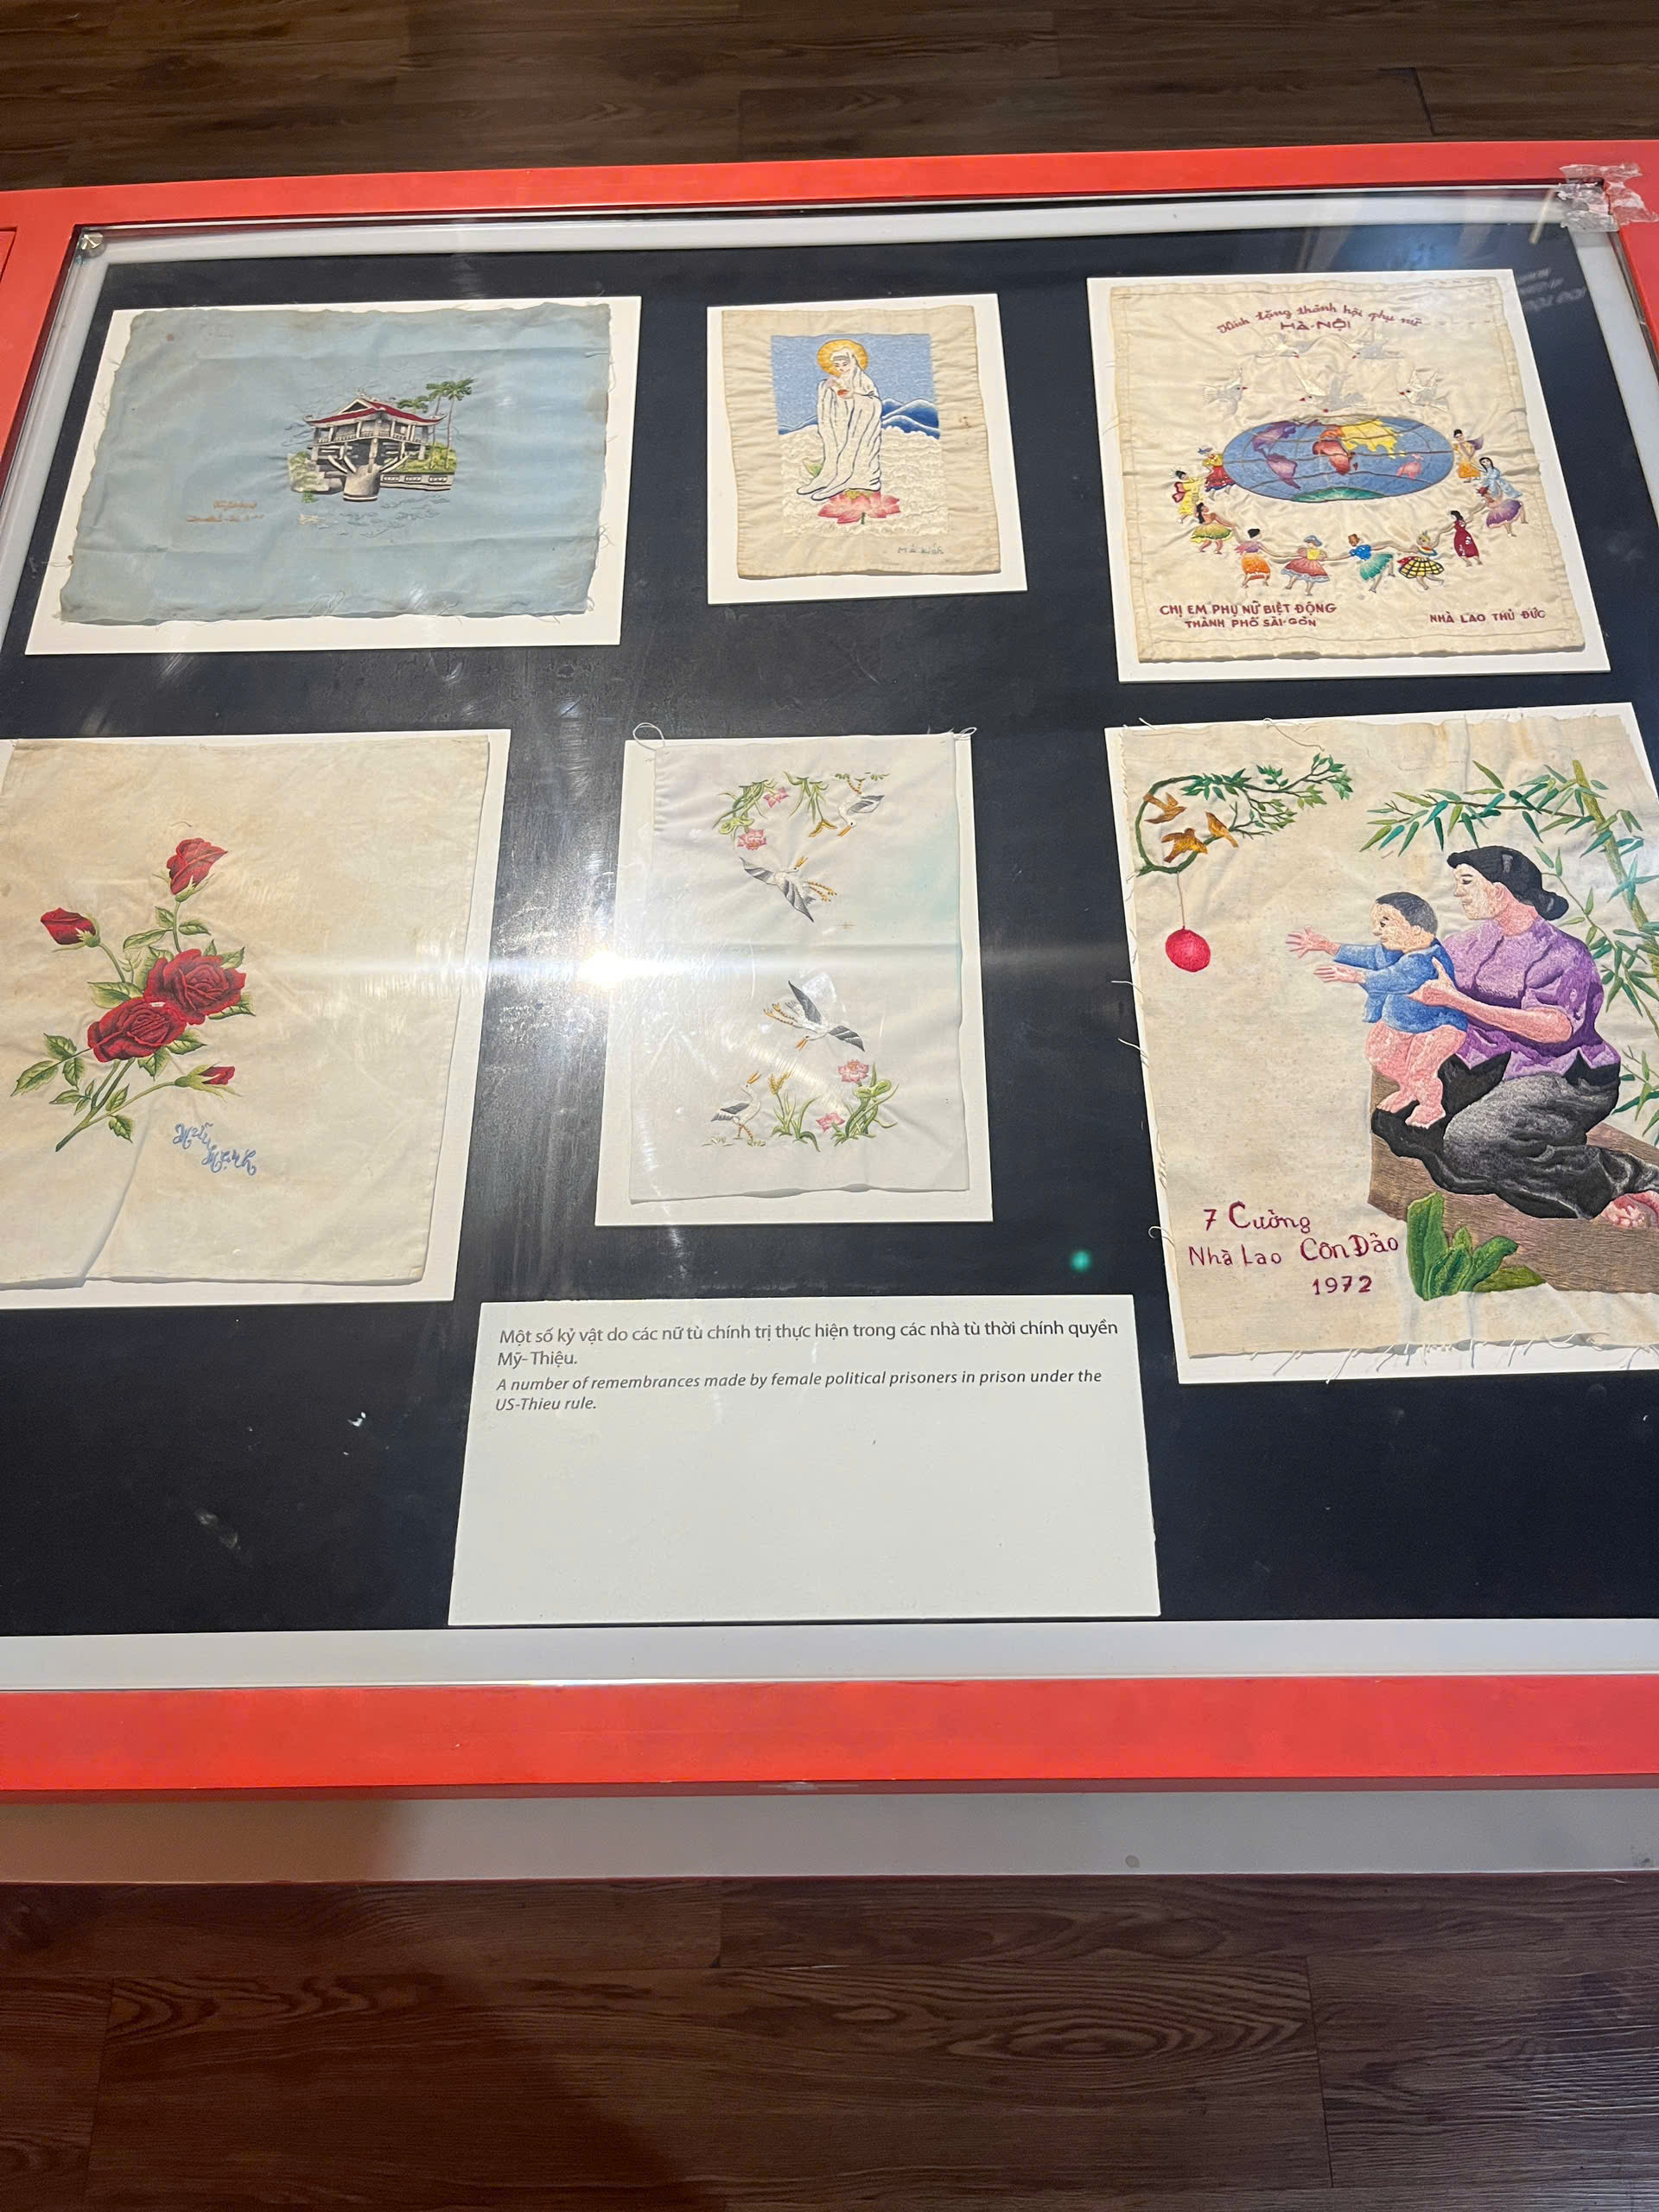 Kính tặng thành hội phụ nữ
HÀ-NỘI
CHỊ EM PHỤ NỮ BIỆT ĐỘNG
THÀNH PHỐ SÀI-GÒN
NHÀ LAO THỦ ĐỨC
7 Cường
Nhà Lao Côn Đảo
1972
Một số kỷ vật do các nữ tù chính trị thực hiện trong các nhà tù thời chính quyền
Mỹ- Thiệu.
A number of remembrances made by female political prisoners in prison under the
US-Thieu rule.